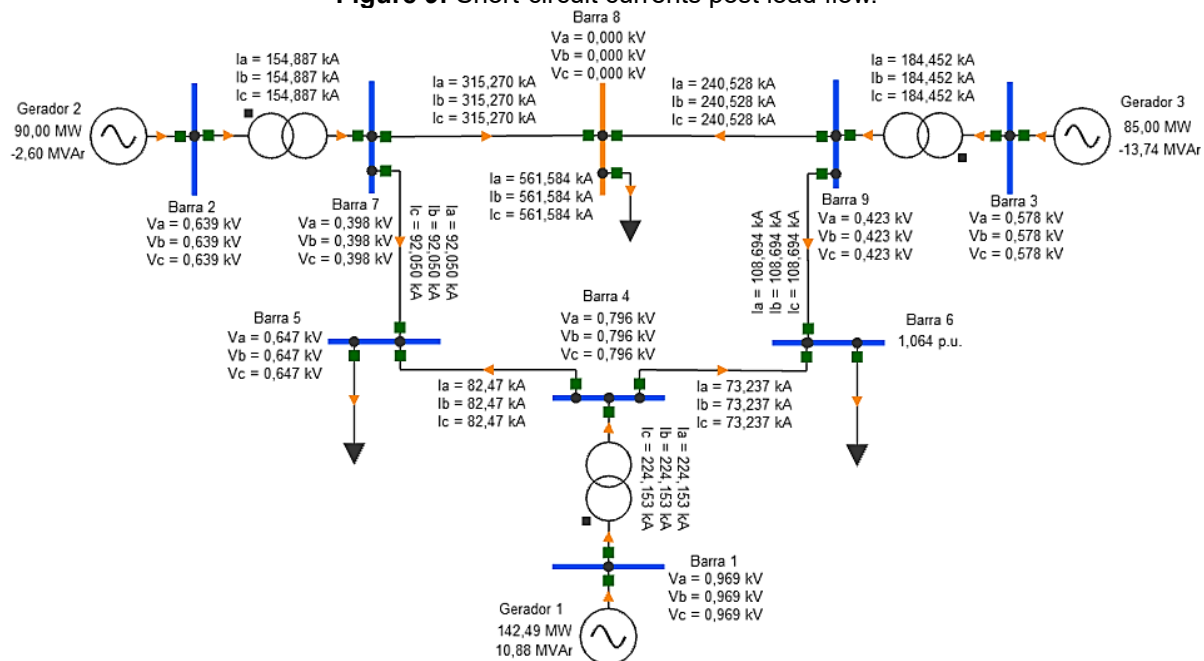 Figure 9. Short-circuit currents post load flow.
Barra 8
Va = 0,000 kV
Vb = 0,000 kV
Vc = 0,000 kV
Ia = 154,887 kA
Ib = 154,887 kA
Ic = 154,887 kA
Ia = 315,270 kA
Ib = 315,270 kA
Ic = 315,270 kA
Ia = 240,528 kA
Ib = 240,528 kA
Ic = 240,528 kA
Ia = 184,452 kA
Ib = 184,452 kA
Ic = 184,452 kA
Gerador 2
90,00 MW
-2,60 MVAr
Gerador 3
85,00 MW
-13,74 MVAr
Ia = 561,584 kA
Ib = 561,584 kA
Ic = 561,584 kA
Barra 2
Va = 0,639 kV
Vb = 0,639 kV
Vc = 0,639 kV
Barra 7
Va = 0,398 kV
Vb = 0,398 kV
Vc = 0,398 kV
Ia = 92,050 kA
Ib = 92,050 kA
Ic = 92,050 kA
Ia = 108,694 kA
Ib = 108,694 kA
Ic = 108,694 kA
Barra 9
Va = 0,423 kV
Vb = 0,423 kV
Vc = 0,423 kV
Barra 3
Va = 0,578 kV
Vb = 0,578 kV
Vc = 0,578 kV
Barra 5
Va = 0,647 kV
Vb = 0,647 kV
Vc = 0,647 kV
Barra 4
Va = 0,796 kV
Vb = 0,796 kV
Vc = 0,796 kV
Barra 6
1,064 p.u.
Ia = 82,47 kA
Ib = 82,47 kA
Ic = 82,47 kA
Ia = 73,237 kA
Ib = 73,237 kA
Ic = 73,237 kA
Ia = 224,153 kA
Ib = 224,153 kA
Ic = 224,153 kA
Barra 1
Va = 0,969 kV
Vb = 0,969 kV
Vc = 0,969 kV
Gerador 1
142,49 MW
10,88 MVAr